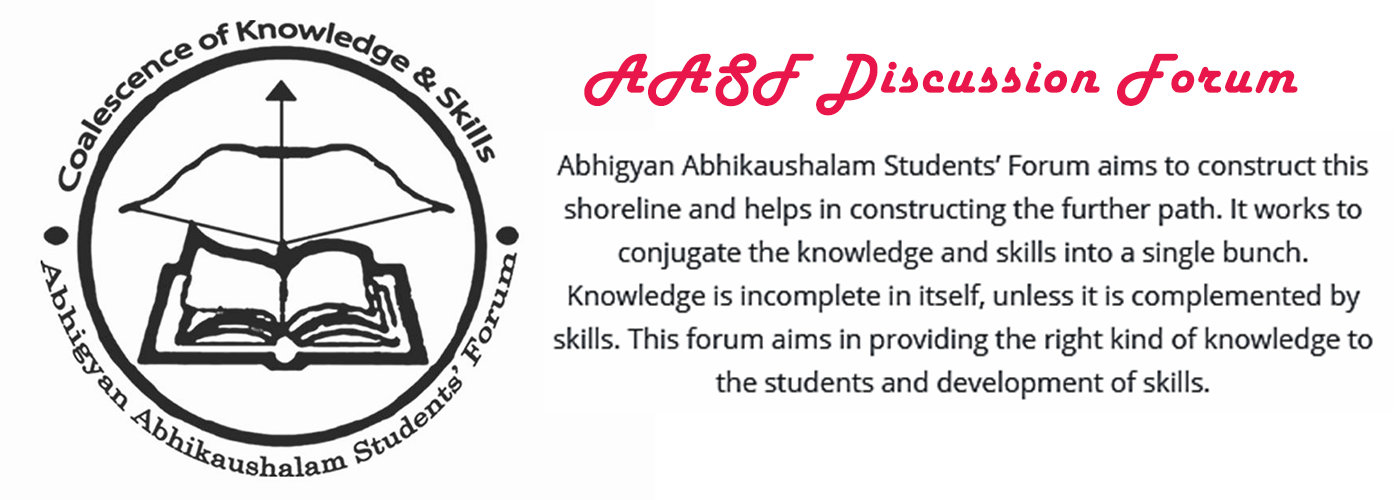 Coalescence of Knowledge & Skills
Abhigyan Abhikaushalam Students' Forum
AASF Discussion Forum
Abhigyan Abhikaushalam Students’ Forum aims to construct this
shoreline and helps in constructing the further path. It works to
conjugate the knowledge and skills into a single bunch.
Knowledge is incomplete in itself, unless it is complemented by
skills. This forum aims in providing the right kind of knowledge to
the students and development of skills.